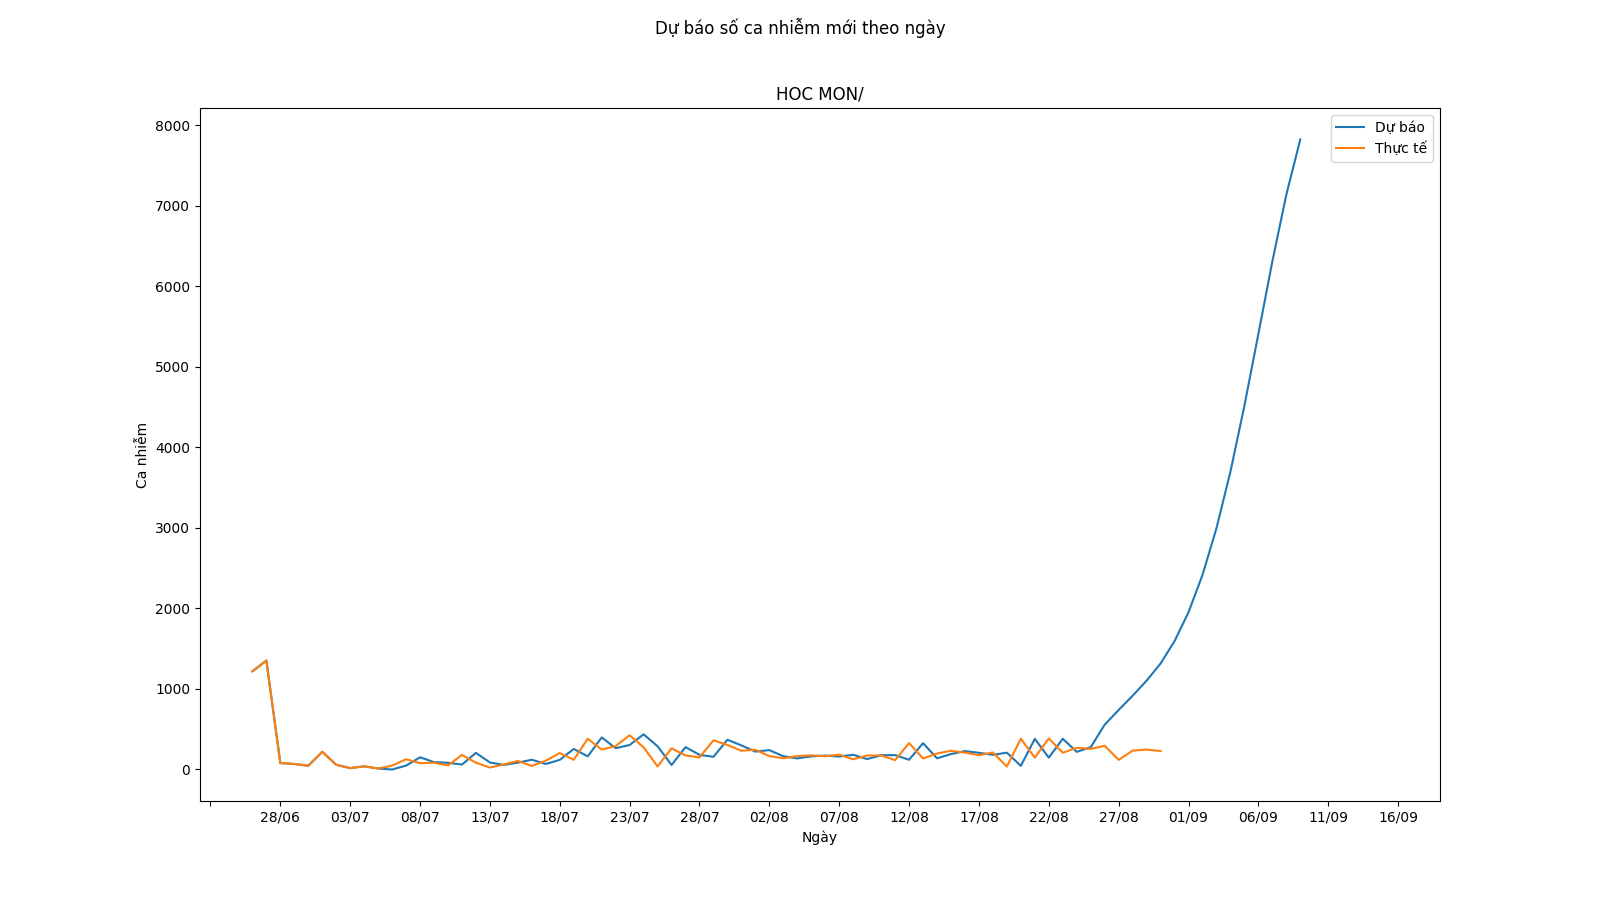 Dự báo số ca nhiễm mới theo ngày
HOC MON/
Dự báo
Thực tế
8000
7000
6000
5000
4000
3000
2000
1000
0
Ca nhiễm
28/06 03/07 08/07 13/07 18/07 23/07 28/07 02/08 07/08 12/08 17/08 22/08 27/08 01/09 06/09 11/09 16/09
Ngày